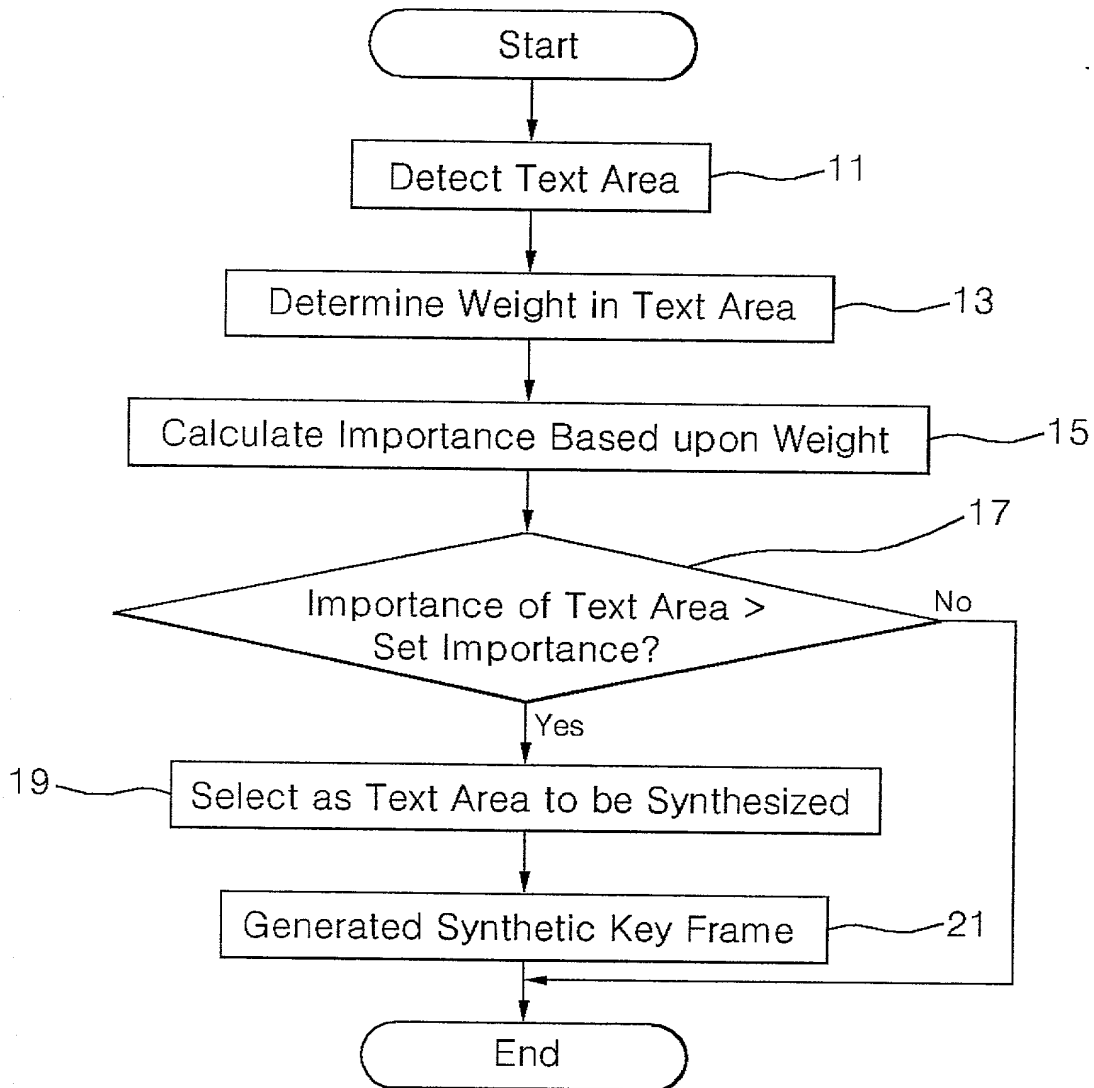 Start
Detect Text Area
11
Determine Weight in Text Area
13
Calculate Importance Based upon Weight
15
17
Importance of Text Area >
Set Importance?
No
Yes
19
Select as Text Area to be Synthesized
Generated Synthetic Key Frame
21
End